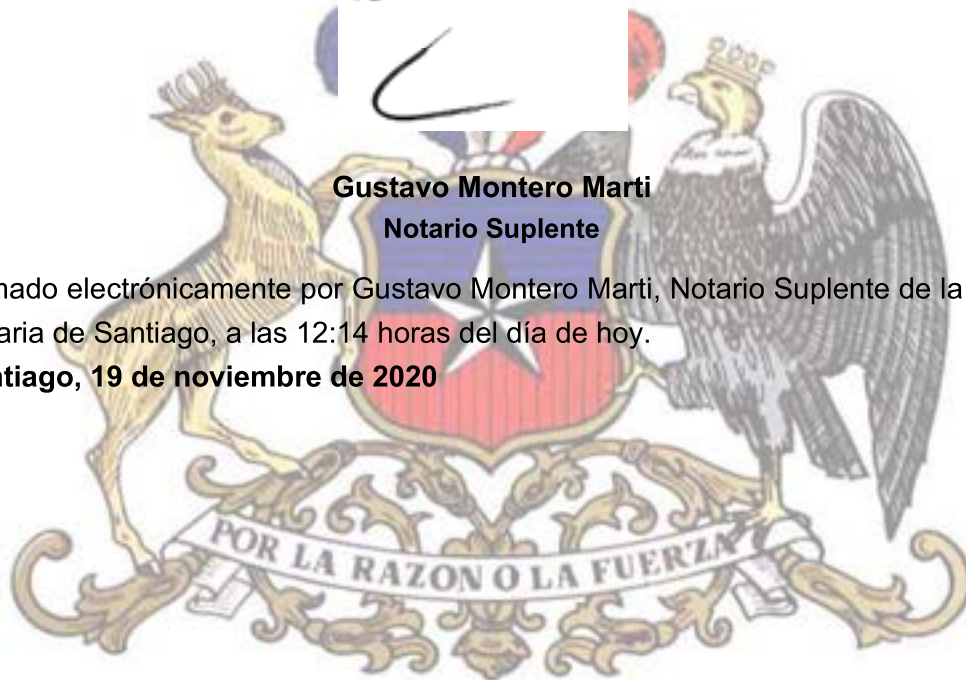 Gustavo Montero Marti
Notario Suplente
nado electrónicamente por Gustavo Montero Marti, Notario Suplente de la
aria de Santiago, a las 12:14 horas del día de hoy.
ntiago, 19 de noviembre de 2020
POR LA RAZON O LA FUERZA